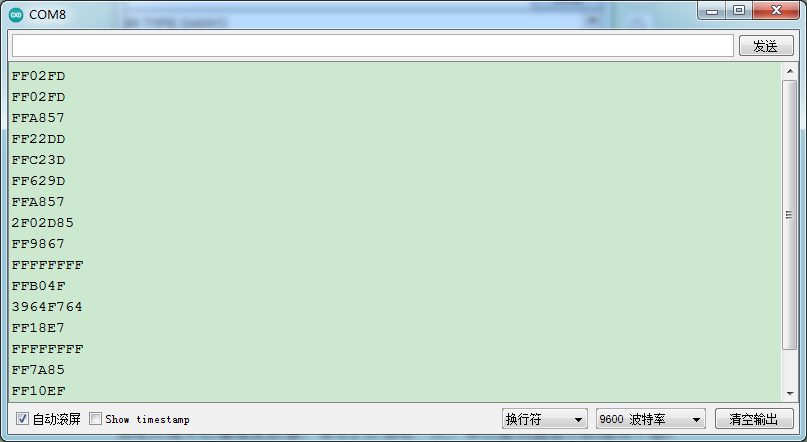 COM8
发送
FF02FD
FF02FD
FFA857
FF22DD
FFC23D
FF629D
FFA857
2F02D85
FF9867
FFFFFFFF
FFB04F
3964F764
FF18E7
FFFFFFFF
FF7A85
FF10EF
自动滚屏 Show timestamp 换行符 9600 波特率 清空输出